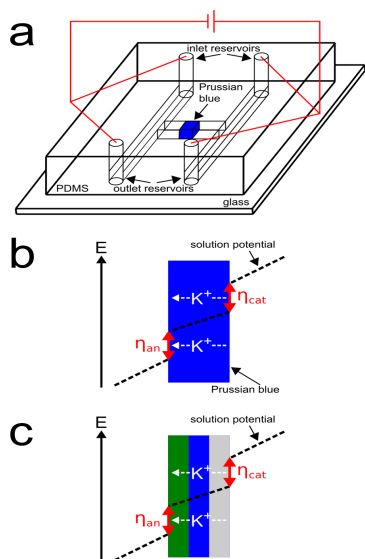 a
inlet reservoirs
Prussian
blue
outlet reservoirs
PDMS
glass
b
E
solution potential
K+
ηcat
ηan
K+
Prussian blue
c
E
solution potential
K+
ηcat
ηan
K+